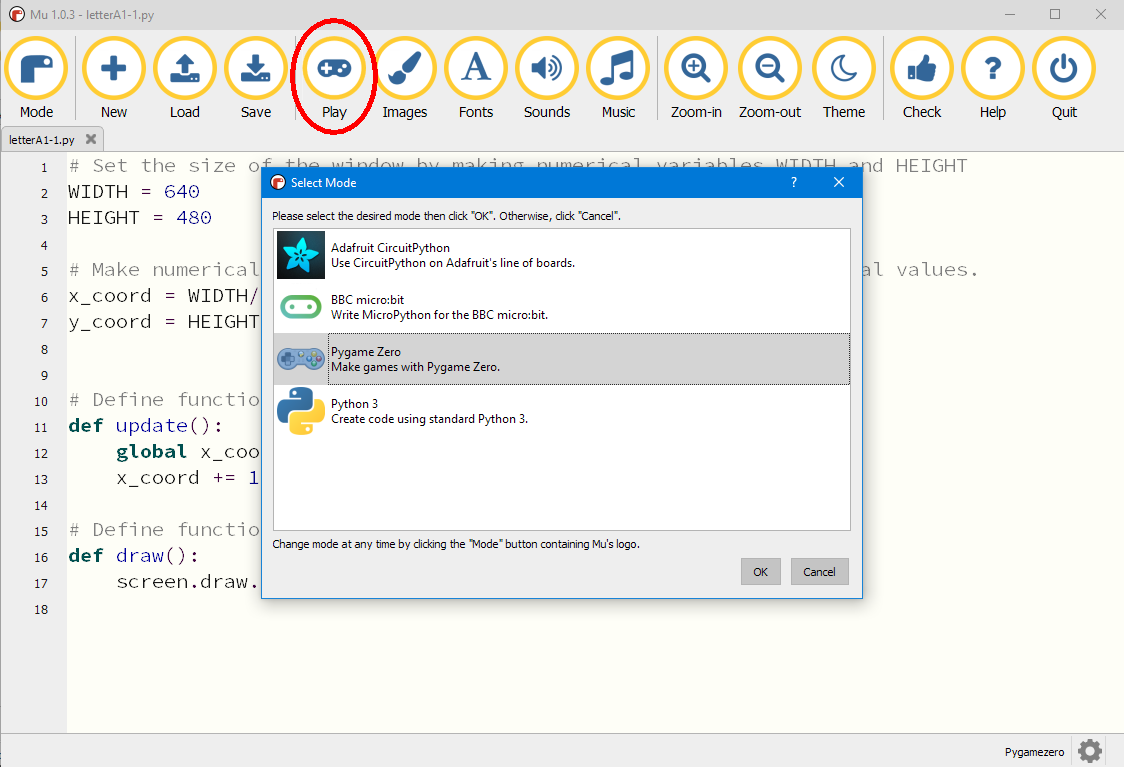 Mu 1.0.3 - letterA1-1.py
Mode New Load Save Play Images Fonts Sounds Music Zoom-in Zoom-out Theme Check Help Quit
letterA1-1.py
1 # Set the size of the window by making numerical variables WIDTH and HEIGHT
2 WIDTH = 640
3 HEIGHT = 480
4
5 # Make numerical al values.
6 x_coord = WIDTH/
7 y_coord = HEIGHT
8
9
10 # Define functio
11 def update():
12 global x_coo
13 x_coord += 1
14
15 # Define functio
16 def draw():
17 screen.draw.
18
Select Mode
?
Please select the desired mode then click "OK". Otherwise, click "Cancel".
Adafruit CircuitPython
Use CircuitPython on Adafruit's line of boards.
BBC micro:bit
Write MicroPython for the BBC micro:bit.
Pygame Zero
Make games with Pygame Zero.
Python 3
Create code using standard Python 3.
Change mode at any time by clicking the "Mode" button containing Mu's logo.
OK Cancel
Pygamezero